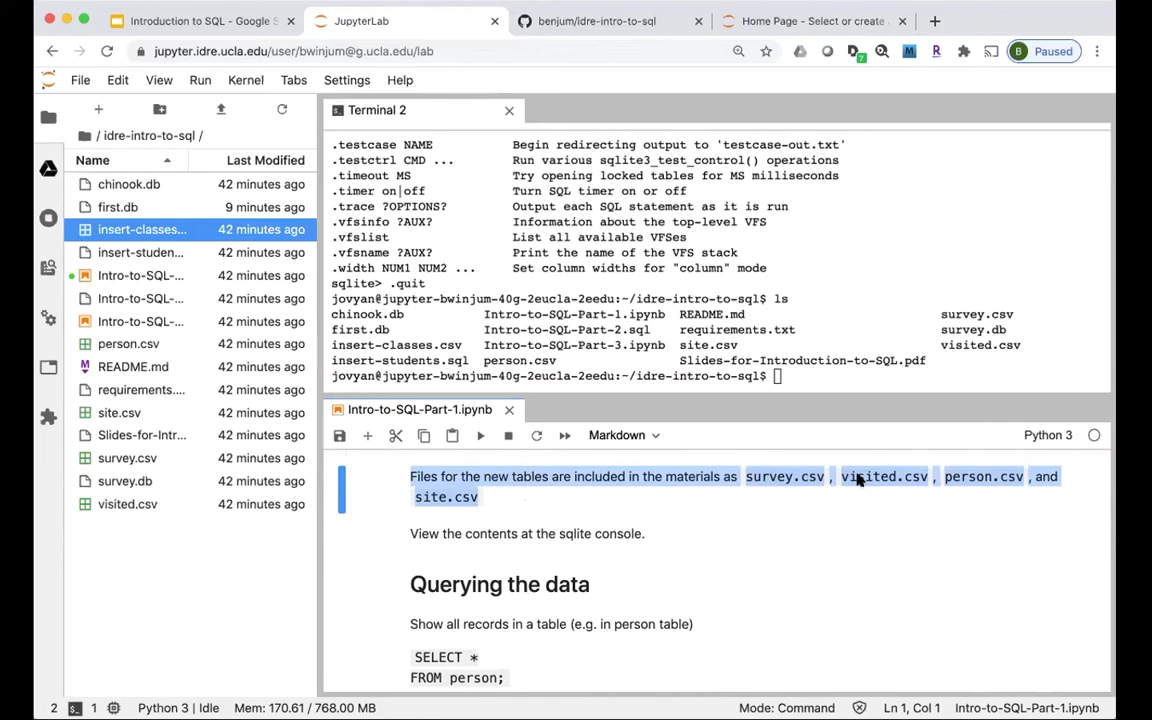 Introduction to SQL - Google S
JupyterLab
benjum/idre-intro-to-sql
Home Page - Select or create
jupyter.idre.ucla.edu/user/bwinjum@g.ucla.edu/lab
7
M
R
B Paused
File Edit View Run Kernel Tabs Settings Help
/ idre-intro-to-sql /
Name Last Modified
chinook.db 42 minutes ago
first.db 9 minutes ago
insert-classes... 42 minutes ago
insert-studen... 42 minutes ago
Intro-to-SQL-... 42 minutes ago
Intro-to-SQL-... 42 minutes ago
Intro-to-SQL-... 42 minutes ago
person.csv 42 minutes ago
README.md 42 minutes ago
requirements.... 42 minutes ago
site.csv 42 minutes ago
Slides-for-Intr... 42 minutes ago
survey.csv 42 minutes ago
survey.db 42 minutes ago
visited.csv 42 minutes ago
Terminal 2
.testcase NAME Begin redirecting output to 'testcase-out.txt'
.testctrl CMD ... Run various sqlite3_test_control() operations
.timeout MS Try opening locked tables for MS milliseconds
.timer on|off Turn SQL timer on or off
.trace ?OPTIONS? Output each SQL statement as it is run
.vfsinfo ?AUX? Information about the top-level VFS
.vfslist List all available VFSes
.vfsname ?AUX? Print the name of the VFS stack
.width NUM1 NUM2 ... Set column widths for "column" mode
sqlite> .quit
jovyan@jupyter-bwinjum-40g-2eucla-2eedu:~/idre-intro-to-sql$ ls
chinook.db Intro-to-SQL-Part-1.ipynb README.md survey.csv
first.db Intro-to-SQL-Part-2.sql requirements.txt survey.db
insert-classes.csv Intro-to-SQL-Part-3.ipynb site.csv visited.csv
insert-students.sql person.csv Slides-for-Introduction-to-SQL.pdf
jovyan@jupyter-bwinjum-40g-2eucla-2eedu:~/idre-intro-to-sql$
Intro-to-SQL-Part-1.ipynb
Markdown
Python 3
Files for the new tables are included in the materials as survey.csv , visited.csv , person.csv , and
site.csv
View the contents at the sqlite console.
Querying the data
Show all records in a table (e.g. in person table)
SELECT *
FROM person;
2 1 Python 3 | Idle Mem: 170.61 / 768.00 MB Mode: Command Ln 1, Col 1 Intro-to-SQL-Part-1.ipynb